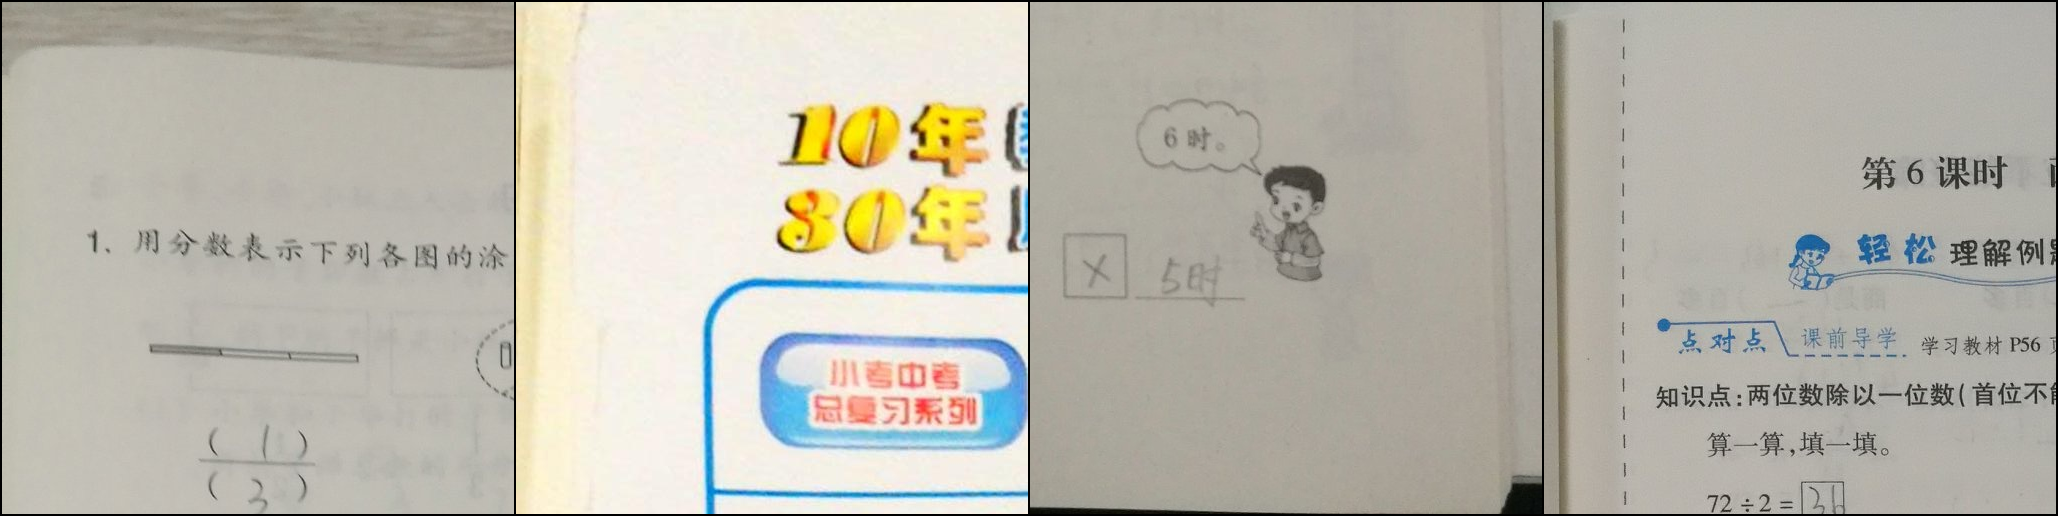 1、用分数表示下列各图的涂
( 1 )
( 3 )
10年
30年
小考中考
总复习系列
6时。
× 5时
第6课时
轻松理解例
点对点 课前导学 学习教材 P56
知识点:两位数除以一位数(首位不
算一算,填一填。
72÷2=36